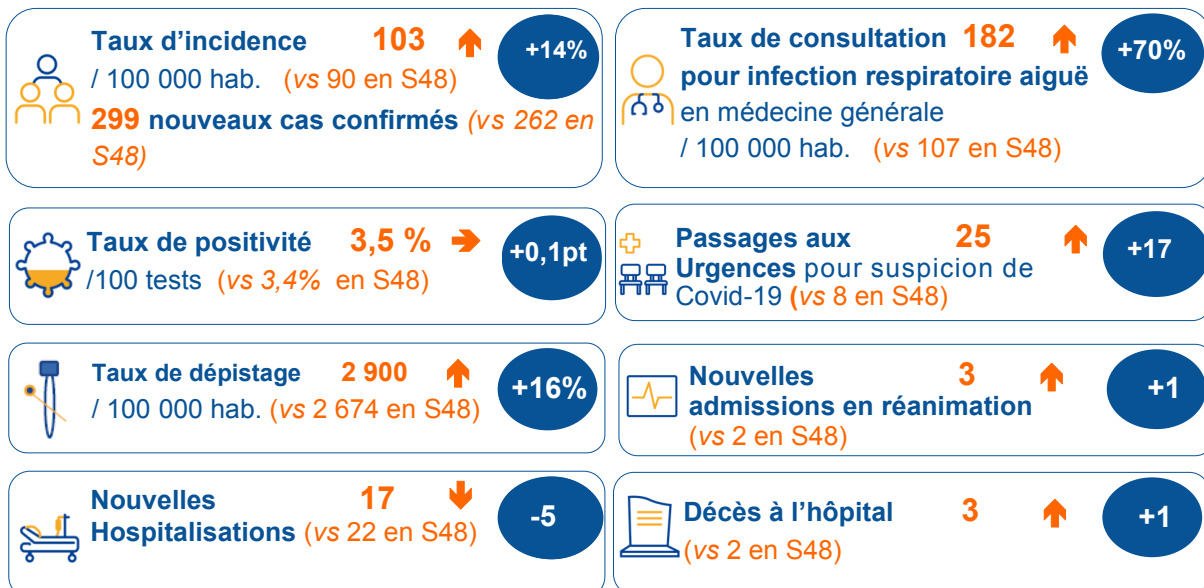 Taux d'incidence 103 +14%
/ 100 000 hab. (vs 90 en S48)
299 nouveaux cas confirmés (vs 262 en
S48)
Taux de consultation 182 +70%
pour infection respiratoire aiguë
en médecine générale
/ 100 000 hab. (vs 107 en S48)
Taux de positivité 3,5 % +0,1pt
/100 tests (vs 3,4% en S48)
Passages aux 25 +17
Urgences pour suspicion de
Covid-19 (vs 8 en S48)
Taux de dépistage 2 900 +16%
/ 100 000 hab. (vs 2 674 en S48)
Nouvelles 3 +1
admissions en réanimation
(vs 2 en S48)
Nouvelles 17 -5
Hospitalisations (vs 22 en S48)
Décès à l'hôpital 3 +1
(vs 2 en S48)